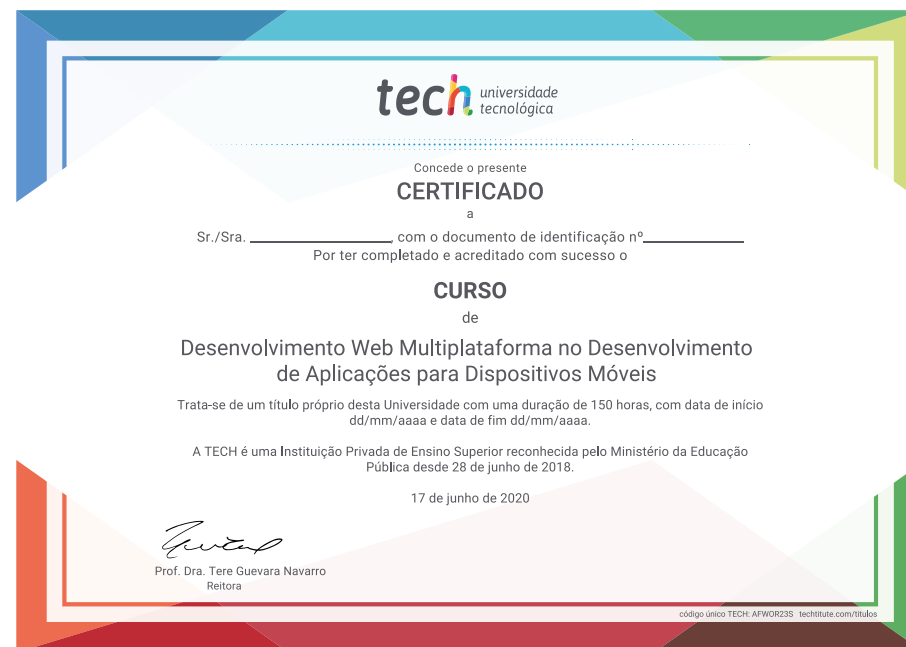 tech universidade
tecnológica
Concede o presente
CERTIFICADO
a
Sr./Sra. ____________________, com o documento de identificação nº______________
Por ter completado e acreditado com sucesso o
CURSO
de
Desenvolvimento Web Multiplataforma no Desenvolvimento
de Aplicações para Dispositivos Móveis
Trata-se de um título próprio desta Universidade com uma duração de 150 horas, com data de início
dd/mm/aaaa e data de fim dd/mm/aaaa.
A TECH é uma Instituição Privada de Ensino Superior reconhecida pelo Ministério da Educação
Pública desde 28 de junho de 2018.
17 de junho de 2020
Prof. Dra. Tere Guevara Navarro
Reitora
código único TECH: AFWOR23S techtitute.com/titulos